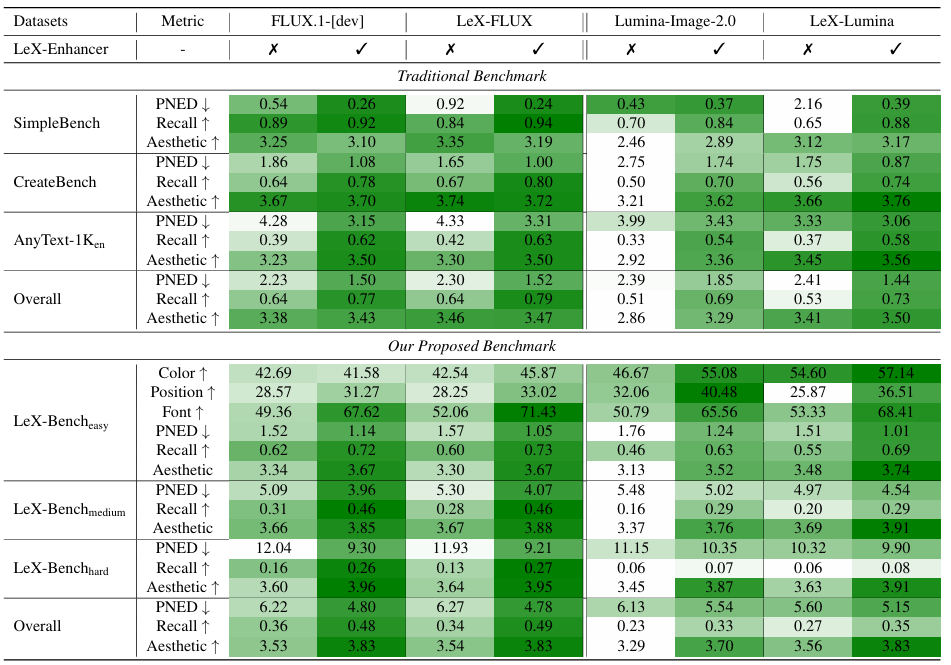 Datasets Metric FLUX.1-[dev] LeX-FLUX Lumina-Image-2.0 LeX-Lumina
LeX-Enhancer - ✗ ✓ ✗ ✓ ✗ ✓ ✗ ✓
Traditional Benchmark
PNED ↓ 0.54 0.26 0.92 0.24 0.43 0.37 2.16 0.39
SimpleBench Recall ↑ 0.89 0.92 0.84 0.94 0.70 0.84 0.65 0.88
Aesthetic ↑ 3.25 3.10 3.35 3.19 2.46 2.89 3.12 3.17
PNED ↓ 1.86 1.08 1.65 1.00 2.75 1.74 1.75 0.87
CreateBench Recall ↑ 0.64 0.78 0.67 0.80 0.50 0.70 0.56 0.74
Aesthetic ↑ 3.67 3.70 3.74 3.72 3.21 3.62 3.66 3.76
PNED ↓ 4.28 3.15 4.33 3.31 3.99 3.43 3.33 3.06
AnyText-1Ken Recall ↑ 0.39 0.62 0.42 0.63 0.33 0.54 0.37 0.58
Aesthetic ↑ 3.23 3.50 3.30 3.50 2.92 3.36 3.45 3.56
PNED ↓ 2.23 1.50 2.30 1.52 2.39 1.85 2.41 1.44
Overall Recall ↑ 0.64 0.77 0.64 0.79 0.51 0.69 0.53 0.73
Aesthetic ↑ 3.38 3.43 3.46 3.47 2.86 3.29 3.41 3.50
Our Proposed Benchmark
Color ↑ 42.69 41.58 42.54 45.87 46.67 55.08 54.60 57.14
Position ↑ 28.57 31.27 28.25 33.02 32.06 40.48 25.87 36.51
Font ↑ 49.36 67.62 52.06 71.43 50.79 65.56 53.33 68.41
LeX-Bencheasy PNED ↓ 1.52 1.14 1.57 1.05 1.76 1.24 1.51 1.01
Recall ↑ 0.62 0.72 0.60 0.73 0.46 0.63 0.55 0.69
Aesthetic 3.34 3.67 3.30 3.67 3.13 3.52 3.48 3.74
PNED ↓ 5.09 3.96 5.30 4.07 5.48 5.02 4.97 4.54
LeX-Benchmedium Recall ↑ 0.31 0.46 0.28 0.46 0.16 0.29 0.20 0.29
Aesthetic 3.66 3.85 3.67 3.88 3.37 3.76 3.69 3.91
PNED ↓ 12.04 9.30 11.93 9.21 11.15 10.35 10.32 9.90
LeX-Benchhard Recall ↑ 0.16 0.26 0.13 0.27 0.06 0.07 0.06 0.08
Aesthetic ↑ 3.60 3.96 3.64 3.95 3.45 3.87 3.63 3.91
PNED ↓ 6.22 4.80 6.27 4.78 6.13 5.54 5.60 5.15
Overall Recall ↑ 0.36 0.48 0.34 0.49 0.23 0.33 0.27 0.35
Aesthetic ↑ 3.53 3.83 3.54 3.83 3.29 3.70 3.56 3.83